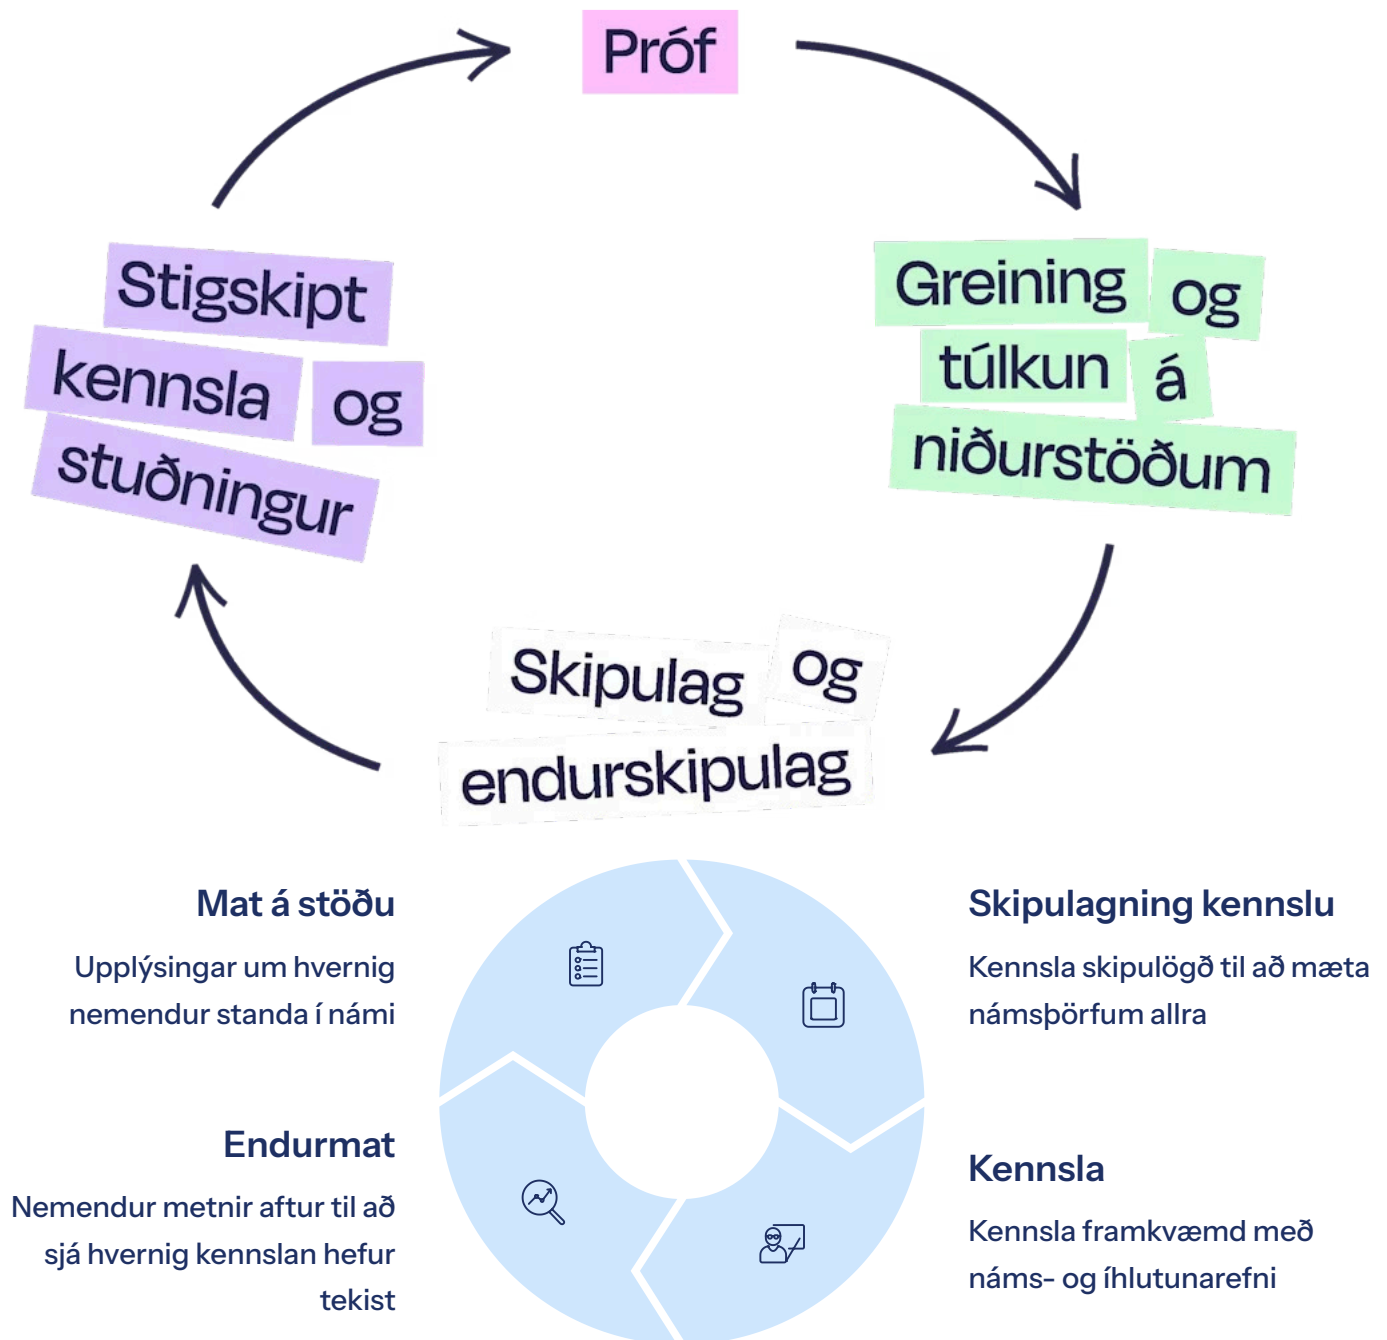 Próf
Greining og
túlkun á
niðurstöðum
Skipulag og
endurskipulag
Stigskipt
kennsla og
stuðningur
Mat á stöðu
Upplýsingar um hvernig
nemendur standa í námi
Skipulagning kennslu
Kennsla skipulögð til að mæta
námsþörfum allra
Kennsla
Kennsla framkvæmd með
náms- og íhlutunarefni
Endurmat
Nemendur metnir aftur til að
sjá hvernig kennslan hefur
tekist